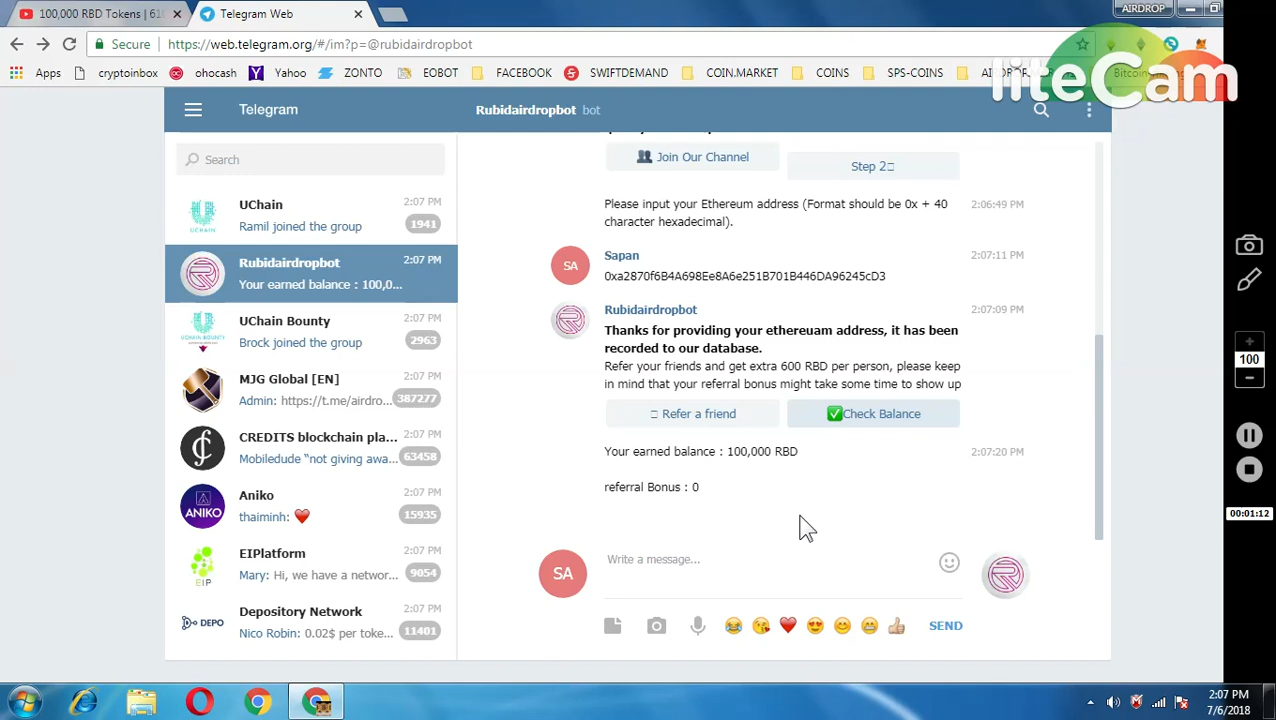 100,000 RBD Tokens | 61
Telegram Web
AIRDROP
Secure
https://web.telegram.org/#/im?p=@rubidairdropbot
Apps
cryptoinbox
ohocash
Yahoo
ZONTO
EOBOT
FACEBOOK
SWIFTDEMAND
COIN.MARKET
COINS
SPS-COINS
liteCam
Telegram
Rubidairdropbot bot
Search
UChain
2:07 PM
Ramil joined the group
1941
Rubidairdropbot
2:07 PM
Your earned balance : 100,0...
UChain Bounty
2:07 PM
Brock joined the group
2963
MJG Global [EN]
2:07 PM
Admin: https://t.me/airdro...
387277
CREDITS blockchain pla...
2:07 PM
Mobiledude "not giving awa...
63458
Aniko
2:07 PM
thaiminh: ❤
15935
EIPlatform
2:07 PM
Mary: Hi, we have a networ...
9054
Depository Network
2:07 PM
Nico Robin: 0.02$ per toke...
11401
UCHAIN
UCHAIN BOUNTY
ANIKO
EIP
DEPO
Join Our Channel
Step 2
Please input your Ethereum address (Format should be 0x + 40
character hexadecimal).
2:06:49 PM
SA
Sapan
2:07:11 PM
0xa2870f6B4A698Ee8A6e251B701B446DA96245cD3
Rubidairdropbot
2:07:09 PM
Thanks for providing your ethereuam address, it has been
recorded to our database.
Refer your friends and get extra 600 RBD per person, please keep
in mind that your referral bonus might take some time to show up
Refer a friend
✅Check Balance
Your earned balance : 100,000 RBD
2:07:20 PM
referral Bonus : 0
SA
Write a message...
SEND
100
00:01:12
2:07 PM
7/6/2018